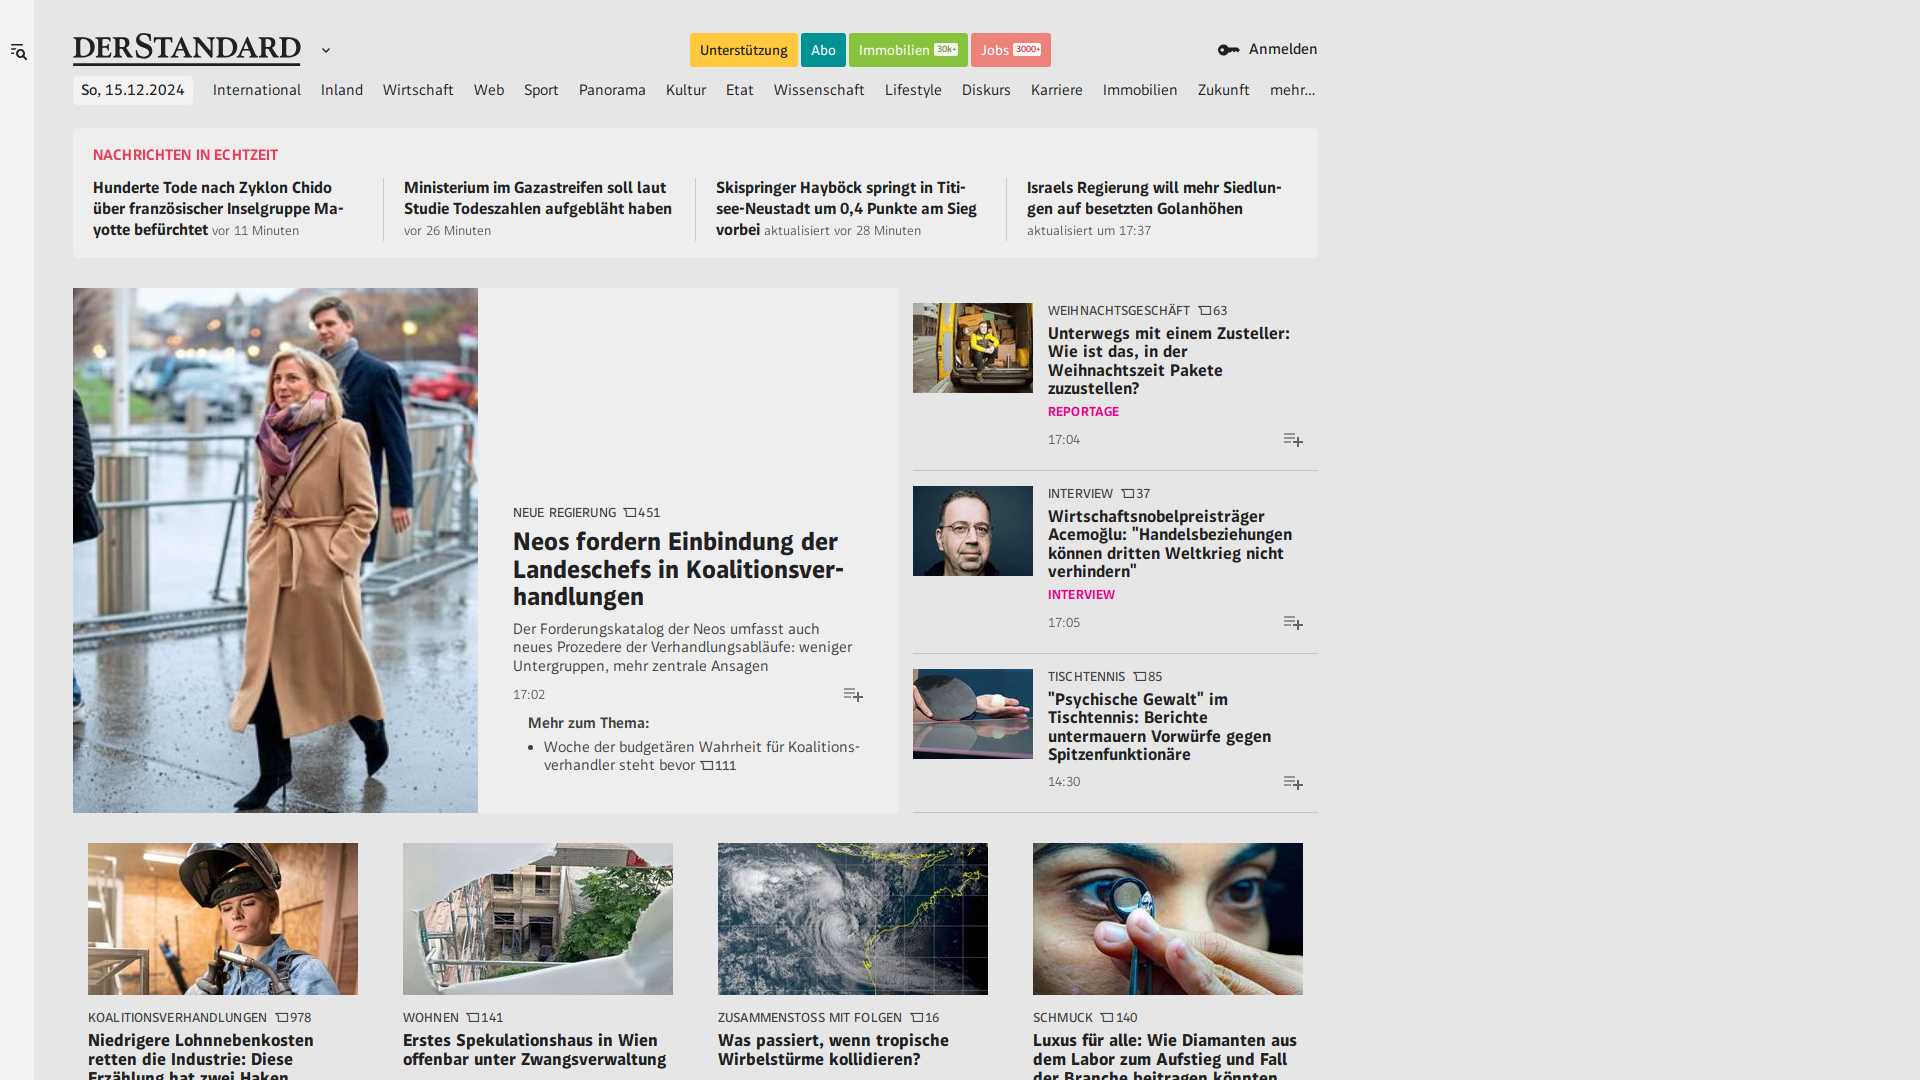 DERSTANDARD
Unterstützung
Abo
Immobilien 30k+
Jobs 3000+
Anmelden
So, 15.12.2024
International
Inland
Wirtschaft
Web
Sport
Panorama
Kultur
Etat
Wissenschaft
Lifestyle
Diskurs
Karriere
Immobilien
Zukunft
mehr...
NACHRICHTEN IN ECHTZEIT
Hunderte Tode nach Zyklon Chido
über französischer Inselgruppe Ma-
yotte befürchtet vor 11 Minuten
Ministerium im Gazastreifen soll laut
Studie Todeszahlen aufgebläht haben
vor 26 Minuten
Skispringer Hayböck springt in Titi-
see-Neustadt um 0,4 Punkte am Sieg
vorbei aktualisiert vor 28 Minuten
Israels Regierung will mehr Siedlun-
gen auf besetzten Golanhöhen
aktualisiert um 17:37
NEUE REGIERUNG 451
Neos fordern Einbindung der
Landeschefs in Koalitionsver-
handlungen
Der Forderungskatalog der Neos umfasst auch
neues Prozedere der Verhandlungsabläufe: weniger
Untergruppen, mehr zentrale Ansagen
17:02
Mehr zum Thema:
• Woche der budgetären Wahrheit für Koalitions-
verhandler steht bevor 111
WEIHNACHTSGESCHÄFT 63
Unterwegs mit einem Zusteller:
Wie ist das, in der
Weihnachtszeit Pakete
zuzustellen?
REPORTAGE
17:04
INTERVIEW 37
Wirtschaftsnobelpreisträger
Acemoğlu: "Handelsbeziehungen
können dritten Weltkrieg nicht
verhindern"
INTERVIEW
17:05
TISCHTENNIS 85
"Psychische Gewalt" im
Tischtennis: Berichte
untermauern Vorwürfe gegen
Spitzenfunktionäre
14:30
KOALITIONSVERHANDLUNGEN 978
Niedrigere Lohnnebenkosten
retten die Industrie: Diese
Erzählung hat zwei Haken
WOHNEN 141
Erstes Spekulationshaus in Wien
offenbar unter Zwangsverwaltung
ZUSAMMENSTOSS MIT FOLGEN 16
Was passiert, wenn tropische
Wirbelstürme kollidieren?
SCHMUCK 140
Luxus für alle: Wie Diamanten aus
dem Labor zum Aufstieg und Fall
der Branche beitragen könnten